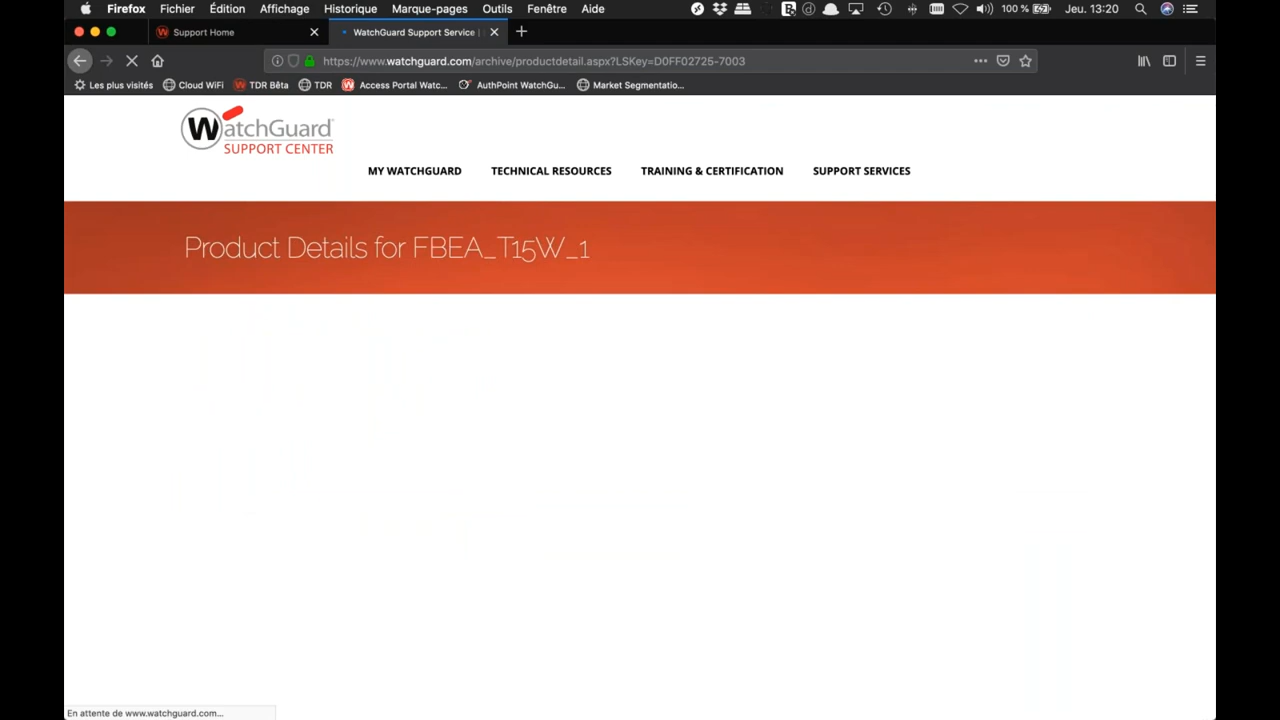 Firefox Fichier Édition Affichage Historique Marque-pages Outils Fenêtre Aide 100 % Jeu. 13:20
Support Home WatchGuard Support Service |
https://www.watchguard.com/archive/productdetail.aspx?LSKey=D0FF02725-7003
Les plus visités Cloud WiFi TDR Bêta TDR Access Portal Watc... AuthPoint WatchGu... Market Segmentatio...
WatchGuard
SUPPORT CENTER
MY WATCHGUARD TECHNICAL RESOURCES TRAINING & CERTIFICATION SUPPORT SERVICES
Product Details for FBEA_T15W_1
En attente de www.watchguard.com...